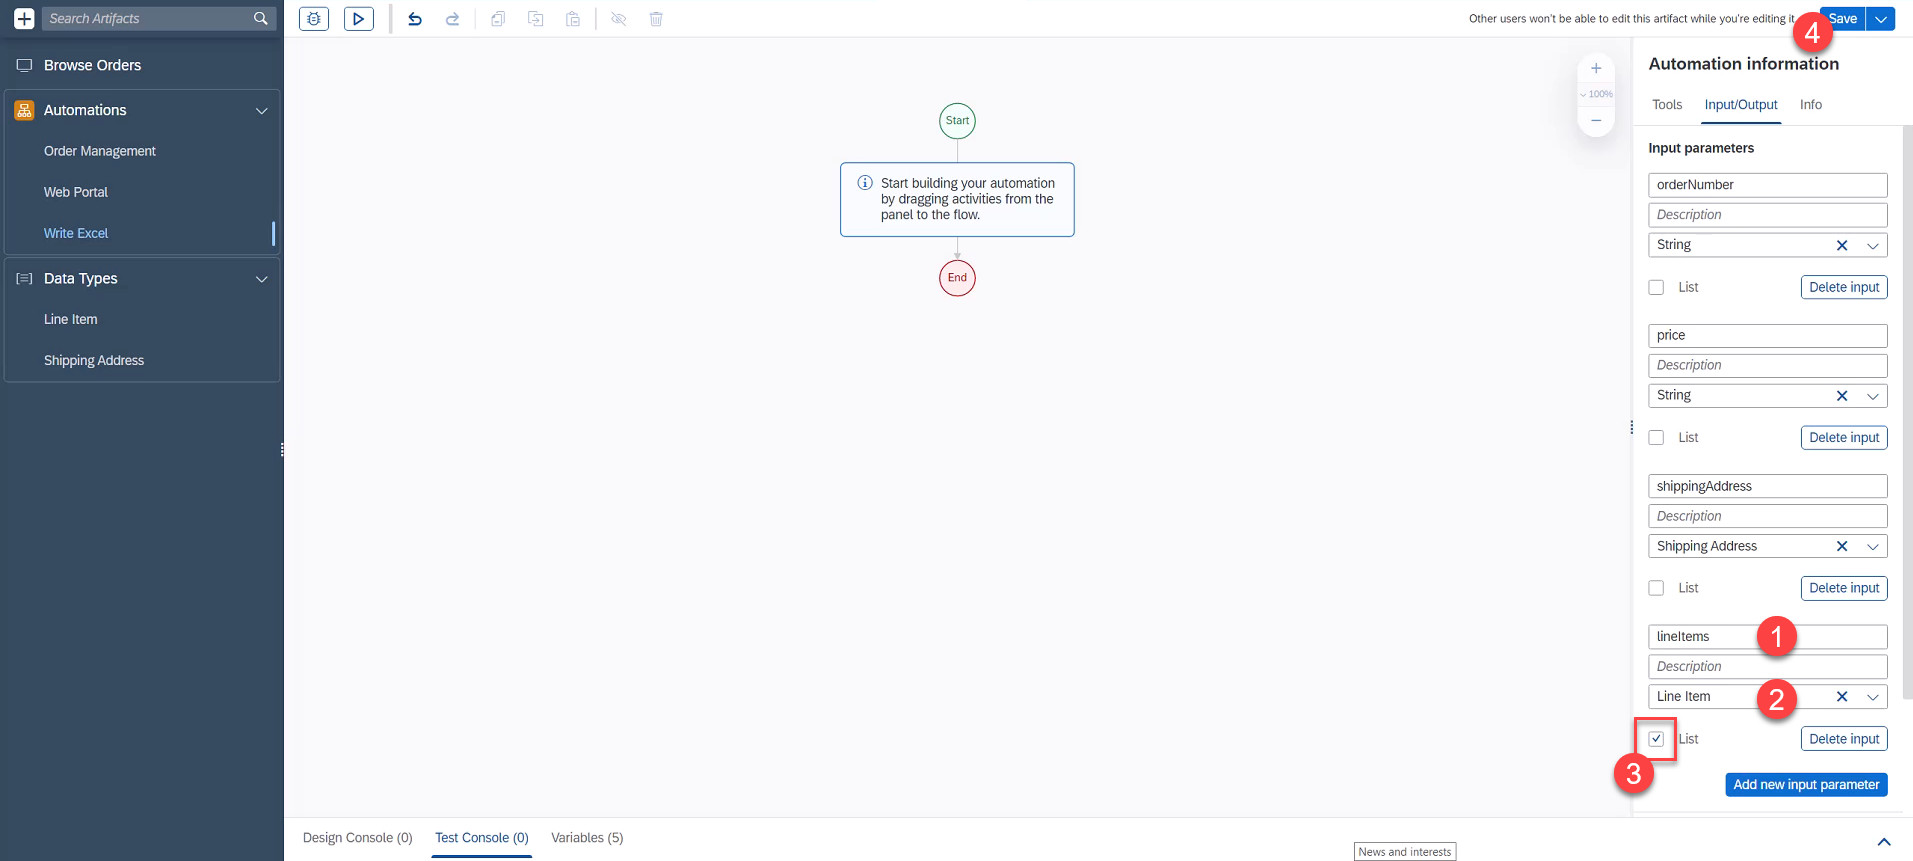 Search Artifacts
Other users won't be able to edit this artifact while you're editing it.
Save
4
Browse Orders
Automations
Order Management
Web Portal
Write Excel
Data Types
Line Item
Shipping Address
Start
Start building your automation
by dragging activities from the
panel to the flow.
End
100%
Automation information
Tools Input/Output Info
Input parameters
orderNumber
Description
String
List Delete input
price
Description
String
List Delete input
shippingAddress
Description
Shipping Address
List Delete input
lineItems 1
Description
Line Item 2
List Delete input
3
Add new input parameter
Design Console (0) Test Console (0) Variables (5)
News and interests